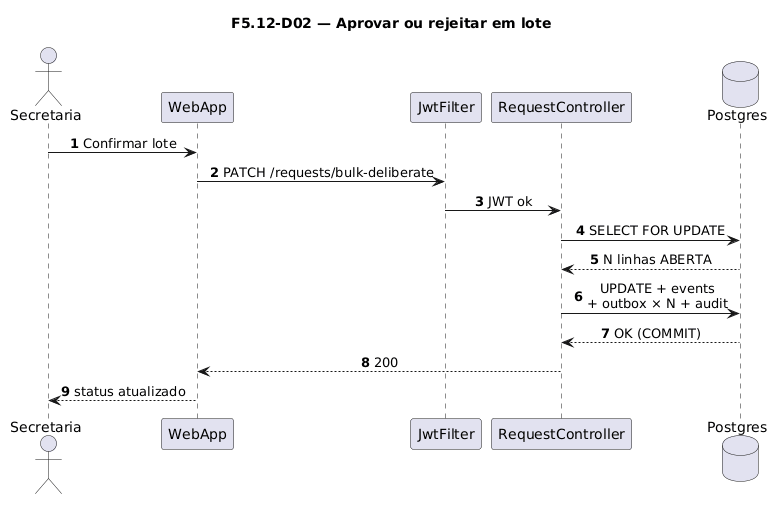 F5.12-D02 — Aprovar ou rejeitar em lote
Secretaria
WebApp
JwtFilter
RequestController
Postgres
1 Confirmar lote
2 PATCH /requests/bulk-deliberate
3 JWT ok
4 SELECT FOR UPDATE
5 N linhas ABERTA
6 UPDATE + events
+ outbox × N + audit
7 OK (COMMIT)
8 200
9 status atualizado
Secretaria
WebApp
JwtFilter
RequestController
Postgres